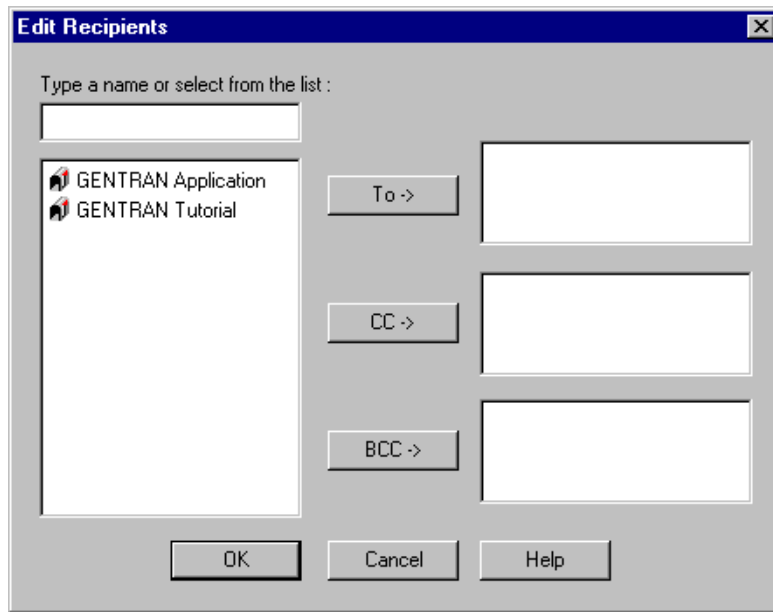 Edit Recipients
Type a name or select from the list :
GENTRAN Application
GENTRAN Tutorial
To ->
CC ->
BCC ->
OK
Cancel
Help